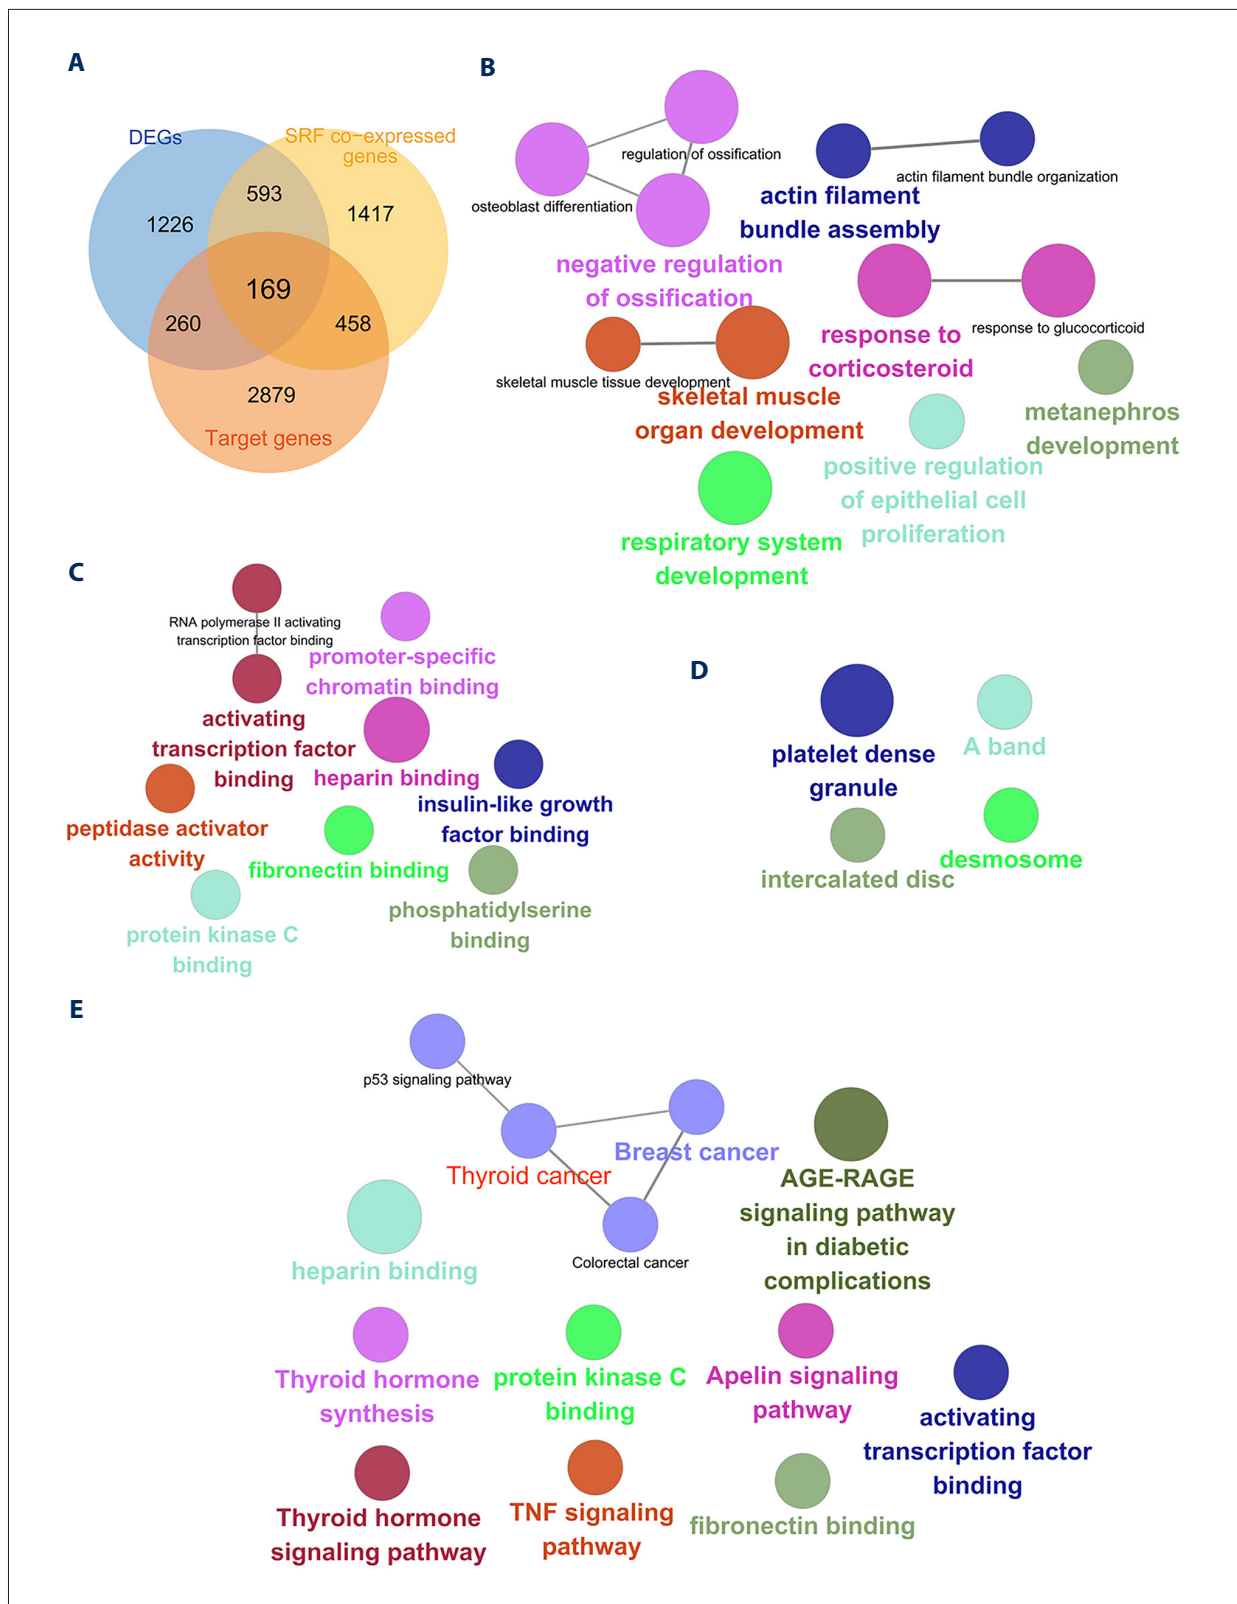 A
DEGs
SRF co-expressed
genes
593
1226
1417
169
260
458
2879
Target genes
B
regulation of ossification
osteoblast differentiation
negative regulation
of ossification
actin filament bundle organization
actin filament
bundle assembly
response to glucocorticoid
response to
corticosteroid
skeletal muscle tissue development
skeletal muscle
organ development
metanephros
development
positive regulation
of epithelial cell
proliferation
respiratory system
development
C
RNA polymerase II activating
transcription factor binding
promoter-specific
chromatin binding
activating
transcription factor
binding
heparin binding
insulin-like growth
factor binding
peptidase activator
activity
fibronectin binding
phosphatidylserine
binding
protein kinase C
binding
D
platelet dense
granule
A band
intercalated disc
desmosome
E
p53 signaling pathway
Breast cancer
Thyroid cancer
Colorectal cancer
AGE-RAGE
signaling pathway
in diabetic
complications
heparin binding
Thyroid hormone
synthesis
protein kinase C
binding
Apelin signaling
pathway
activating
transcription factor
binding
Thyroid hormone
signaling pathway
TNF signaling
pathway
fibronectin binding